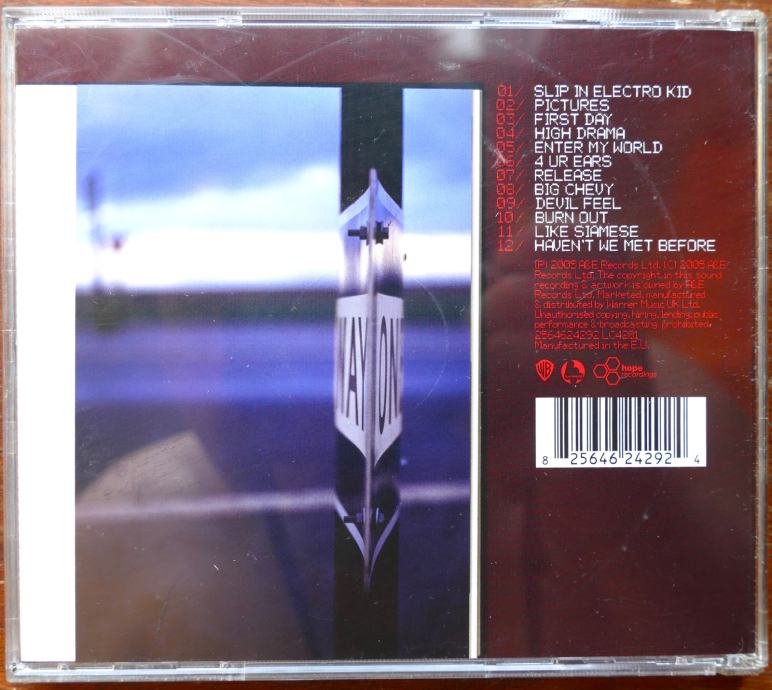 01/ SLIP IN ELECTRO KID
02/ PICTURES
03/ FIRST DAY
04/ HIGH DRAMA
05/ ENTER MY WORLD
06/ 4 UR EARS
07/ RELEASE
08/ BIG CHEVY
09/ DEVIL FEEL
10/ BURN OUT
11/ LIKE SIAMESE
12/ HAVEN'T WE MET BEFORE
(P) 2005 A&E Records Ltd. (C) 2005 A&E
Records Ltd. The copyright in this sound
recording & artwork is owned by A&E
Records Ltd. Marketed, manufactured
& distributed by Warner Music UK Ltd.
Unauthorised copying, hiring, lending, public
performance & broadcasting prohibited.
2564624292 LC4281
Manufactured in the E.U.
WB
hope
recordings
8 25646 24292 4
WAY ON